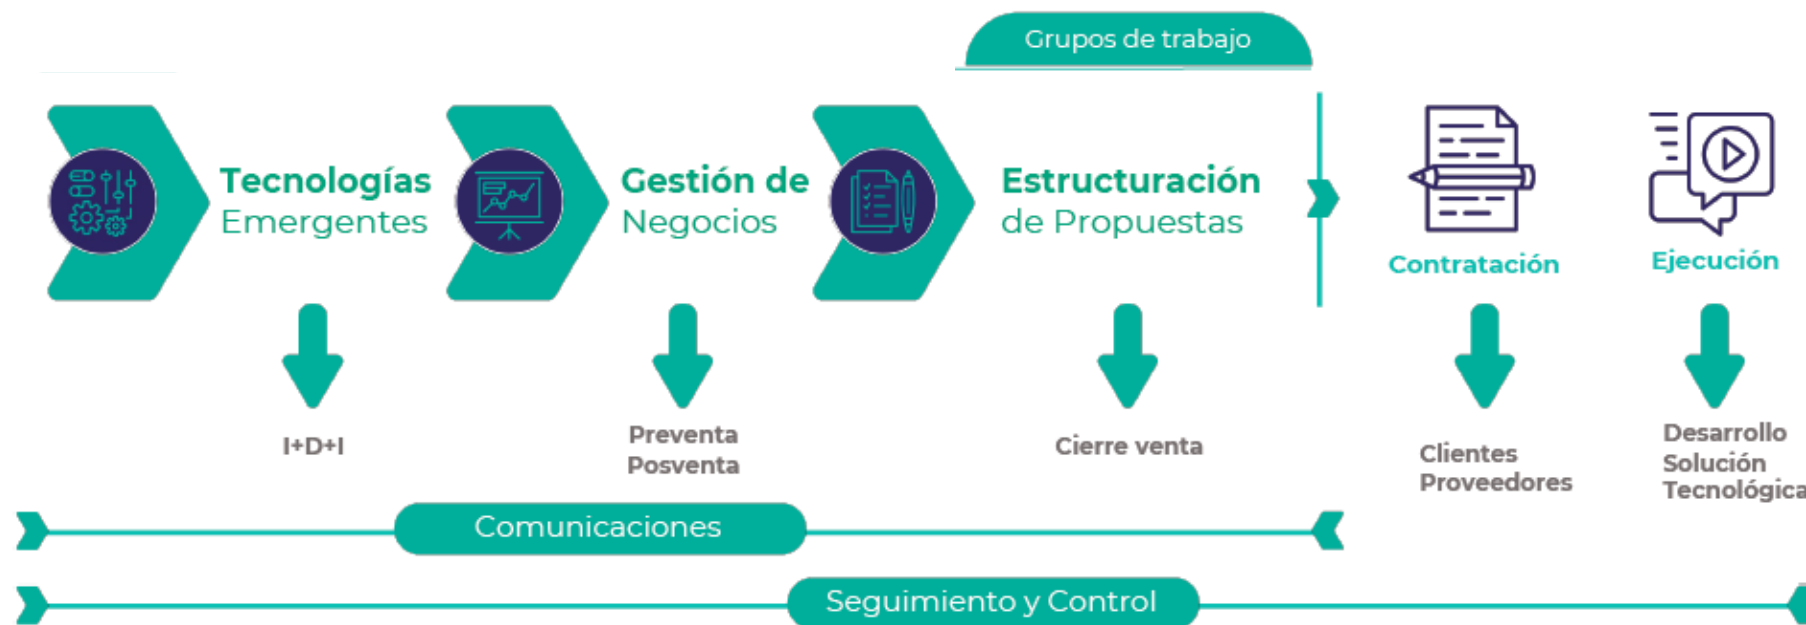 Grupos de trabajo
Tecnologías
Emergentes
Gestión de
Negocios
Estructuración
de Propuestas
Contratación
Ejecución
I+D+I
Preventa
Posventa
Cierre venta
Clientes
Proveedores
Desarrollo
Solución
Tecnológica
Comunicaciones
Seguimiento y Control